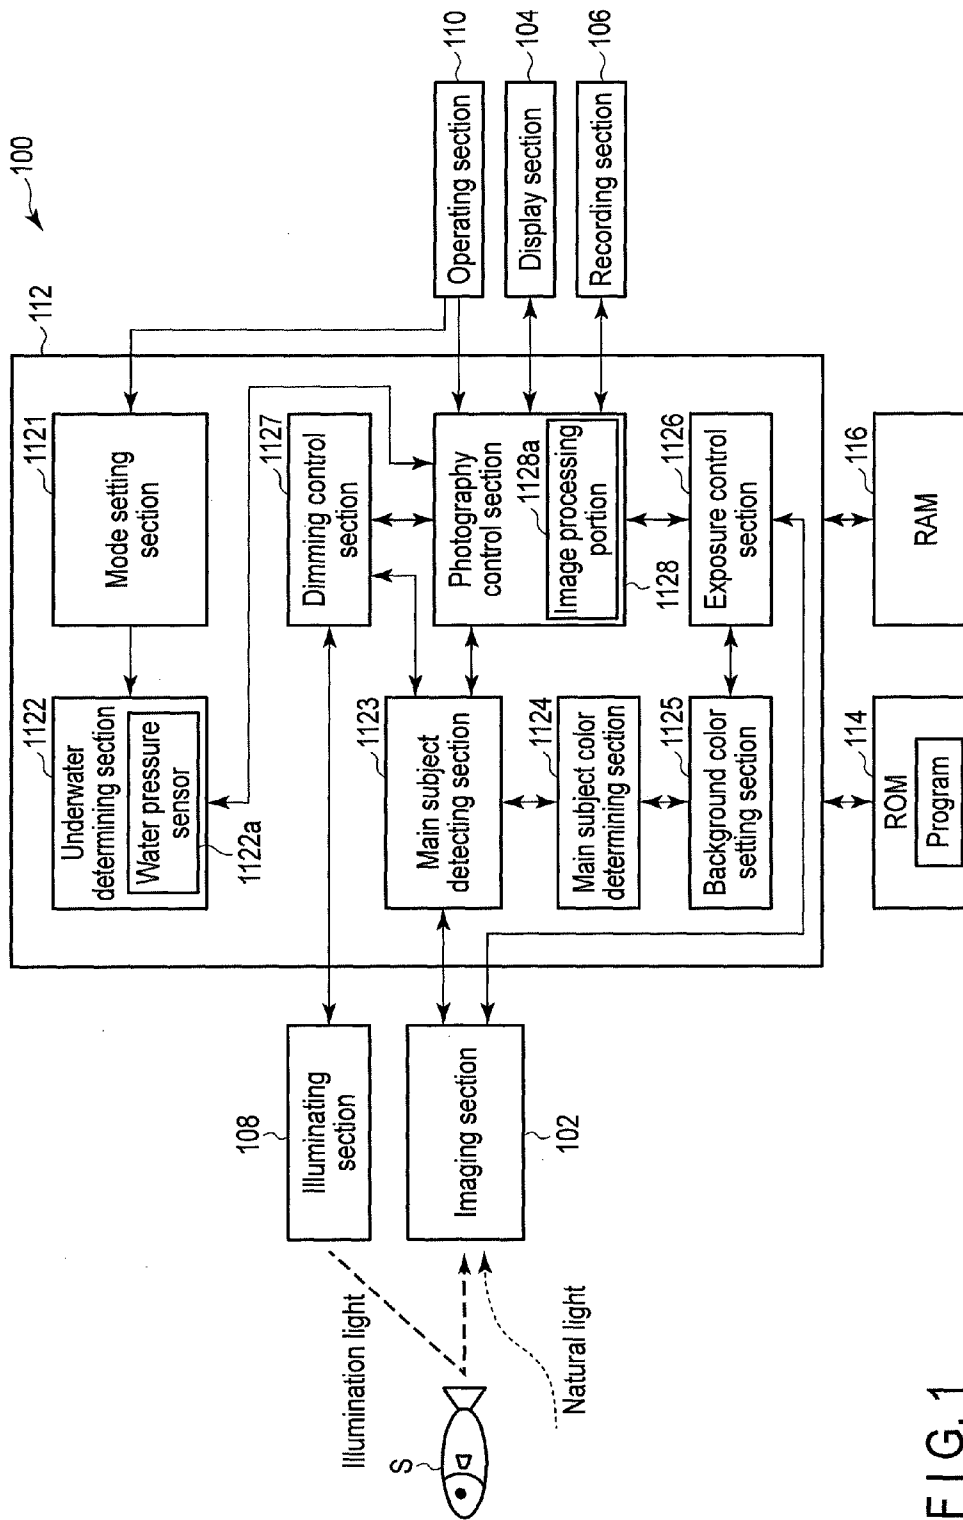 100
112
1121
Mode setting
section
1122
Underwater
determining section
Water pressure
sensor
1122a
1127
Dimming control
section
108
Illuminating
section
Illumination light
110
Operating section
104
Display section
106
Recording section
Photography
control section
1128a
Image processing
portion
1128
1123
Main subject
detecting section
Imaging section
102
S
Natural light
1124
Main subject color
determining section
1126
Exposure control
section
1125
Background color
setting section
116
RAM
114
ROM
Program
FIG. 1